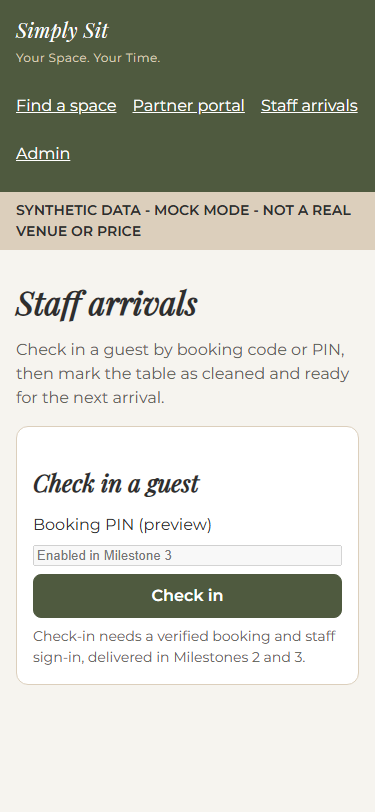 Simply Sit
Your Space. Your Time.
Find a space Partner portal Staff arrivals
Admin
SYNTHETIC DATA - MOCK MODE - NOT A REAL
VENUE OR PRICE
Staff arrivals
Check in a guest by booking code or PIN,
then mark the table as cleaned and ready
for the next arrival.
Check in a guest
Booking PIN (preview)
Enabled in Milestone 3
Check in
Check-in needs a verified booking and staff
sign-in, delivered in Milestones 2 and 3.